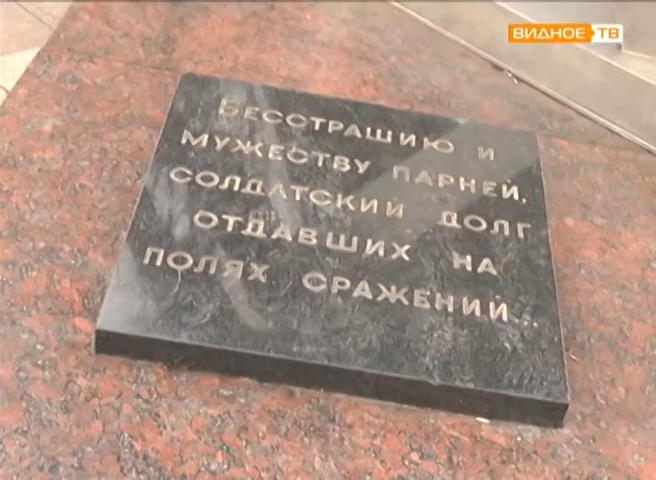 ВИДНОЕ ТВ
БЕССТРАШИЮ И
МУЖЕСТВУ ПАРНЕЙ,
СОЛДАТСКИЙ ДОЛГ
ОТДАВШИХ НА
ПОЛЯХ СРАЖЕНИЙ...